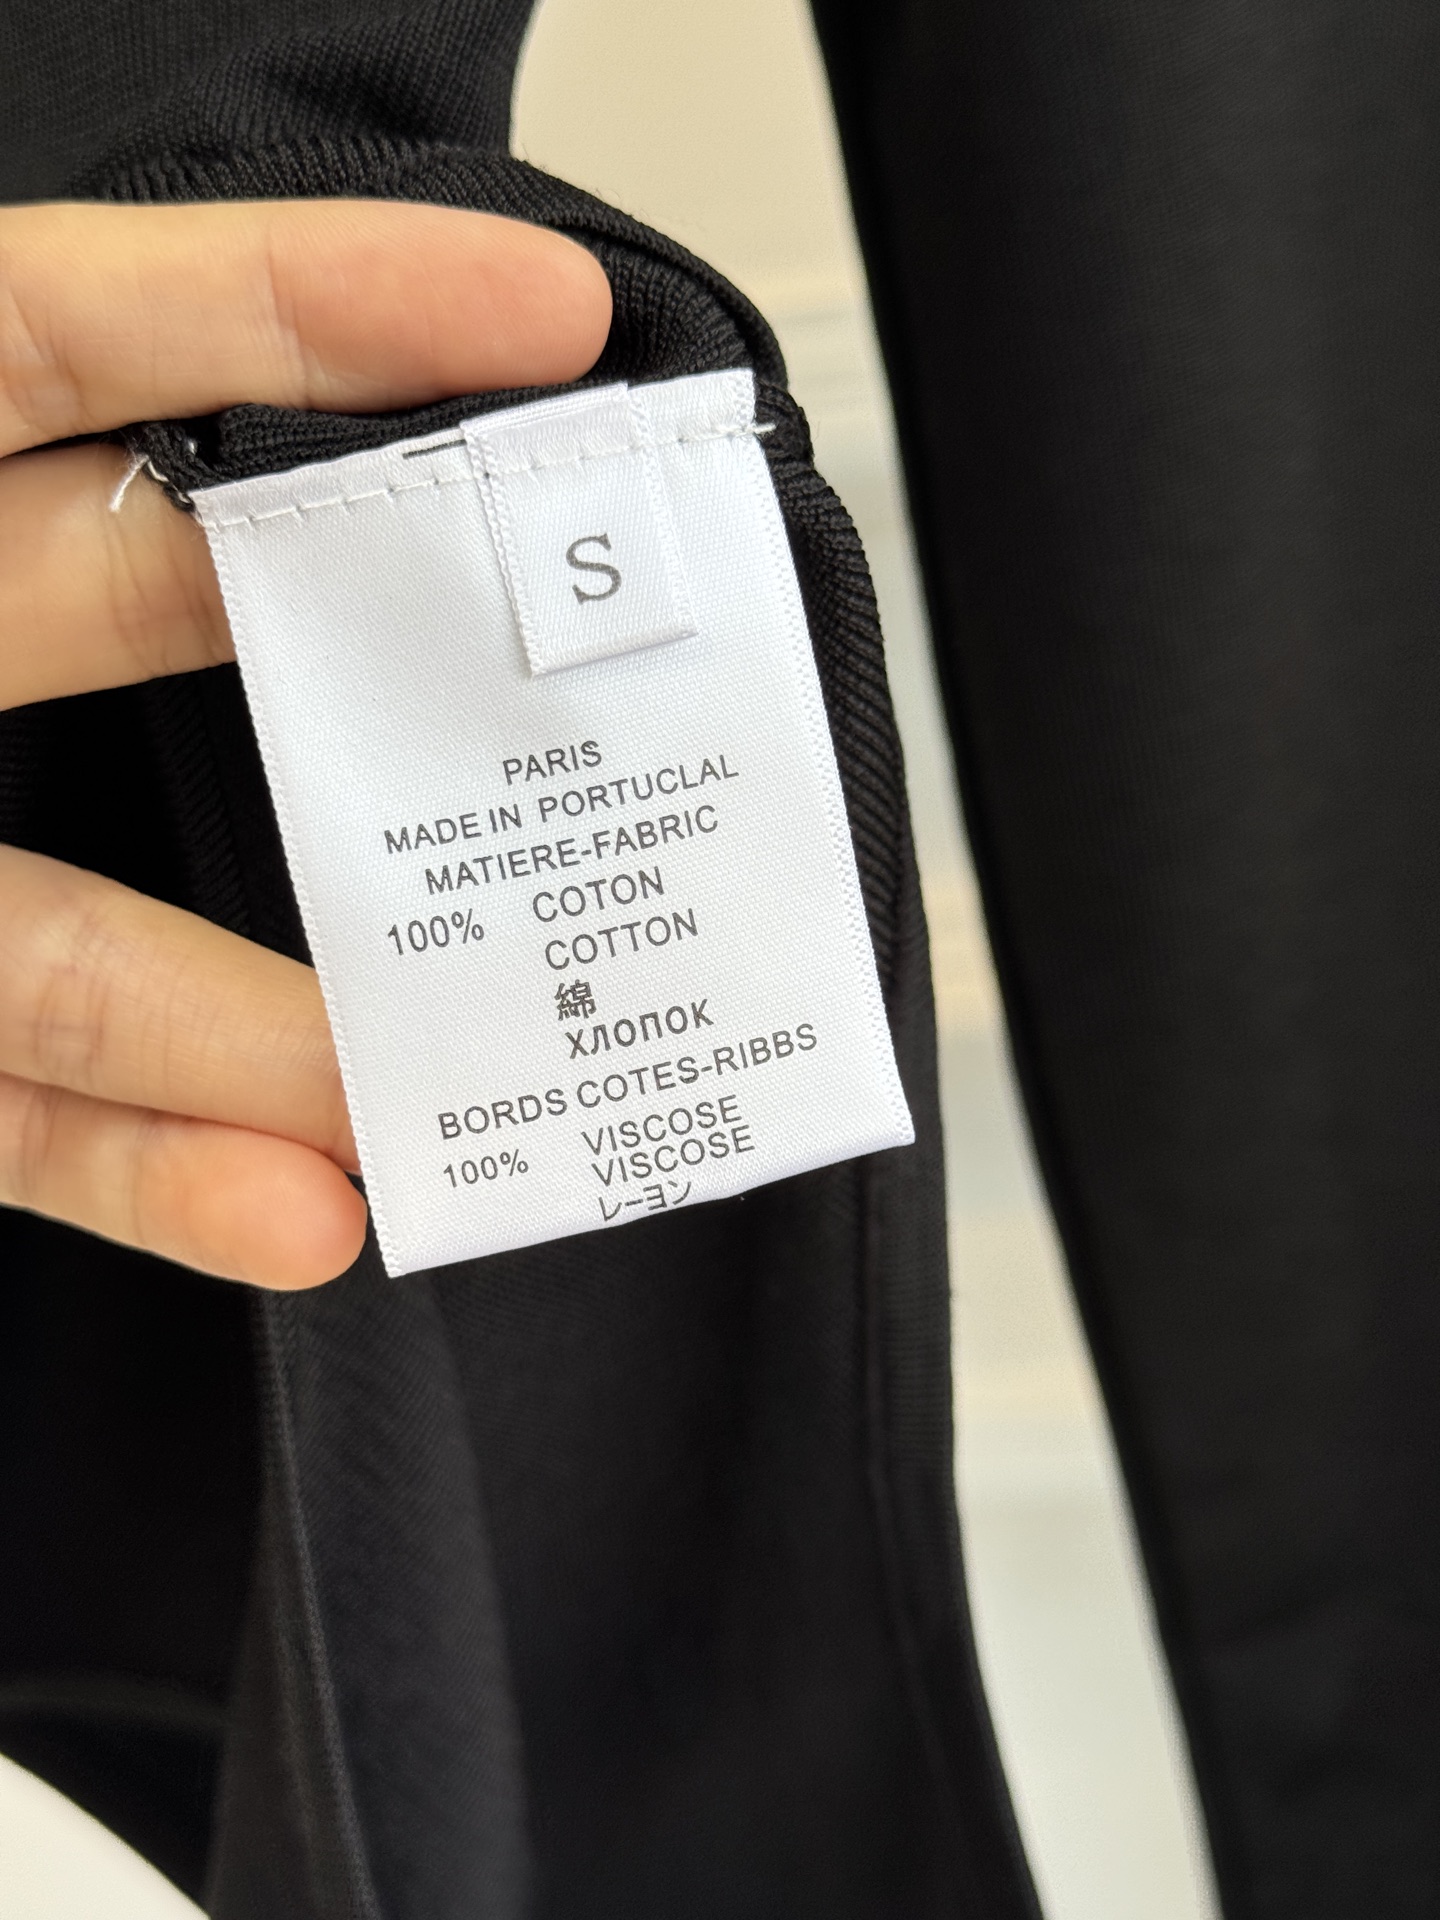 S
PARIS
MADE IN PORTUCLAL
MATIERE-FABRIC
100% COTON
COTTON
綿
ХЛОПОК
BORDS COTES-RIBBS
100% VISCOSE
VISCOSE
レーヨン